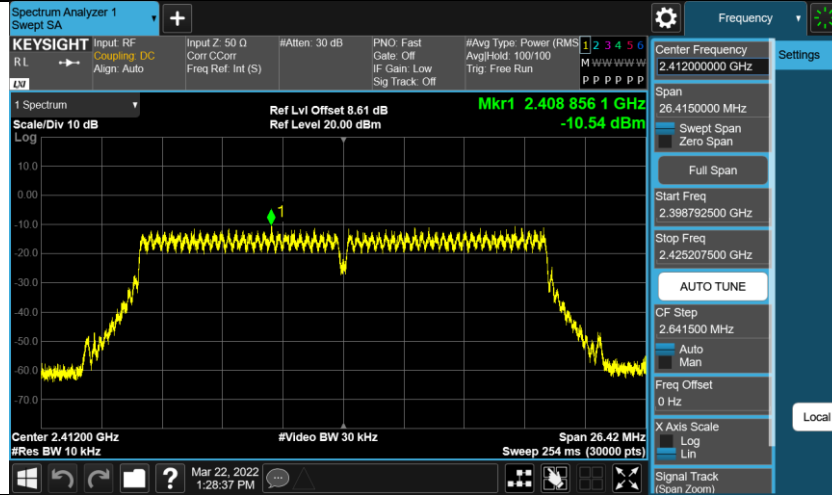 Spectrum Analyzer 1
Swept SA
Frequency
KEYSIGHT
RL
LXI
Input: RF
Coupling: DC
Align: Auto
Input Z: 50 Ω
Corr CCorr
Freq Ref: Int (S)
#Atten: 30 dB
PNO: Fast
Gate: Off
IF Gain: Low
Sig Track: Off
#Avg Type: Power (RMS
Avg|Hold: 100/100
Trig: Free Run
1 2 3 4 5 6
M W W W W W
P P P P P P
1 Spectrum
Scale/Div 10 dB
Log
Ref Lvl Offset 8.61 dB
Ref Level 20.00 dBm
Mkr1 2.408 856 1 GHz
-10.54 dBm
10.0
0.00
-10.0
-20.0
-30.0
-40.0
-50.0
-60.0
-70.0
1
Center 2.41200 GHz
#Res BW 10 kHz
#Video BW 30 kHz
Span 26.42 MHz
Sweep 254 ms (30000 pts)
Center Frequency
2.412000000 GHz
Span
26.4150000 MHz
Swept Span
Zero Span
Full Span
Start Freq
2.398792500 GHz
Stop Freq
2.425207500 GHz
AUTO TUNE
CF Step
2.641500 MHz
Auto
Man
Freq Offset
0 Hz
X Axis Scale
Log
Lin
Signal Track
(Span Zoom)
Settings
Local
?
Mar 22, 2022
1:28:37 PM